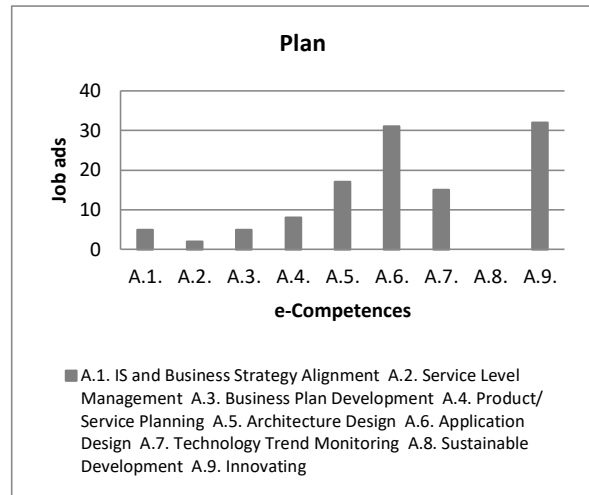 Plan
40
30
20
10
0
Job ads
A.1. A.2. A.3. A.4. A.5. A.6. A.7. A.8. A.9.
e-Competences
A.1. IS and Business Strategy Alignment A.2. Service Level
Management A.3. Business Plan Development A.4. Product/
Service Planning A.5. Architecture Design A.6. Application
Design A.7. Technology Trend Monitoring A.8. Sustainable
Development A.9. Innovating